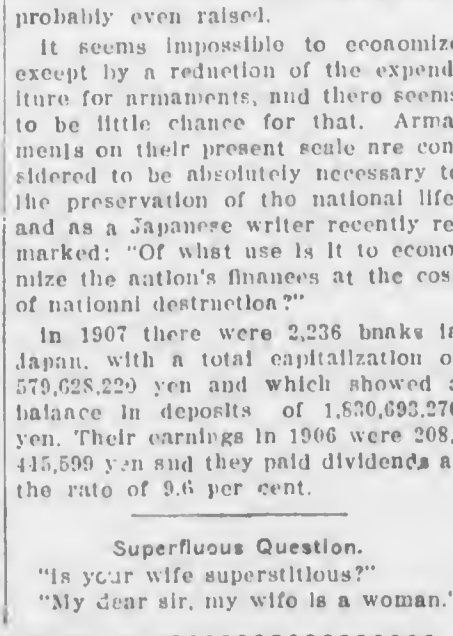 probably even raised.
It seems impossible to economize
except by a reduction of the expend
iture for armaments, and there seems
to be little chance for that. Arma
ments on their present scale are con
sidered to be absolutely necessary to
the preservation of the national life
and as a Japanese writer recently re
marked: "Of what use is it to econo
mize the nation's finances at the cos
of national destruction?"
In 1907 there were 2,236 banks in
Japan, with a total capitalization o
579,628,229 yen and which showed a
balance in deposits of 1,830,693,276
yen. Their earnings in 1906 were 208,
445,599 yen and they paid dividends a
the rate of 9.6 per cent.
Superfluous Question.
"Is your wife superstitious?"
"My dear sir, my wife is a woman."